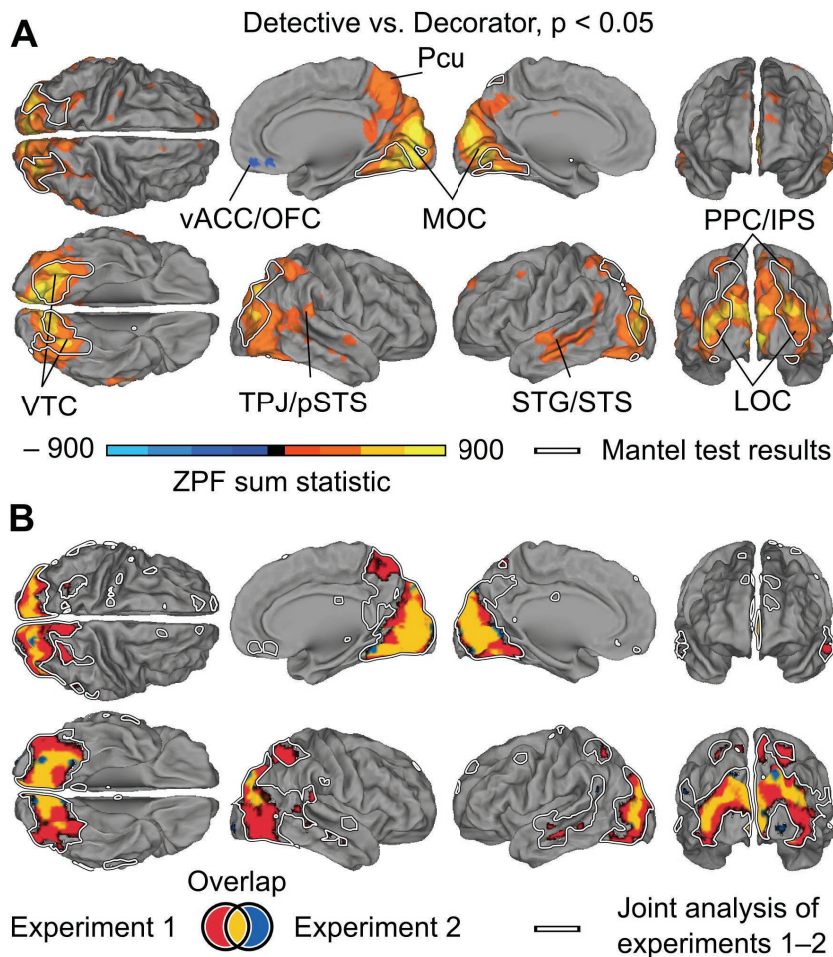 A
Detective vs. Decorator, p < 0.05
Pcu
vACC/OFC
MOC
PPC/IPS
VTC
TPJ/pSTS
STG/STS
LOC
– 900
900
Mantel test results
ZPF sum statistic
B
Overlap
Experiment 1
Experiment 2
Joint analysis of
experiments 1–2